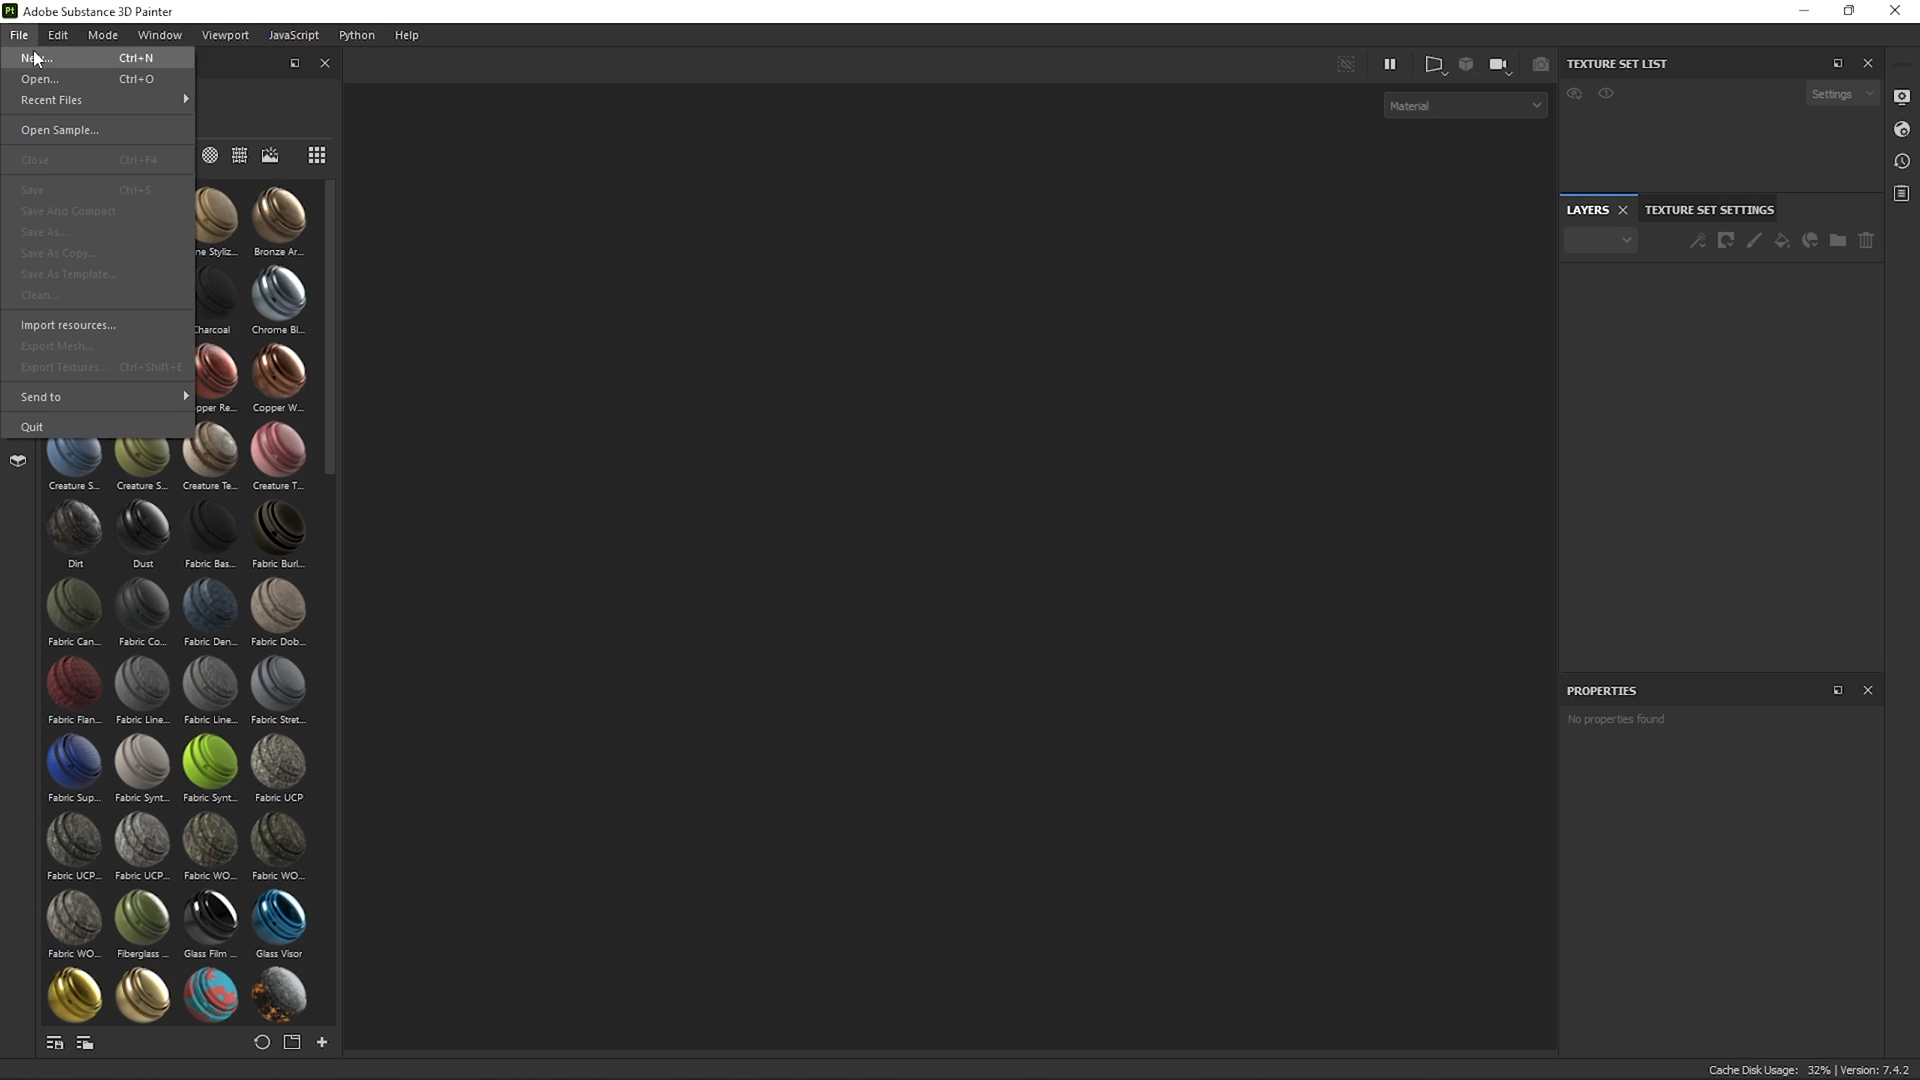 Pt Adobe Substance 3D Painter
File Edit Mode Window Viewport JavaScript Python Help
Ctrl+N
Open... Ctrl+O
Recent Files
Open Sample...
Close Ctrl+F4
Save Ctrl+S
Save And Compact
Save As...
Save As Copy...
Save As Template...
Clean...
Import resources...
Export Mesh...
Export Textures... Ctrl+Shift+E
Send to
Quit
Bronze Ar...
Charcoal Chrome Bl...
Copper W...
Creature S... Creature S... Creature Te... Creature T...
Dirt Dust Fabric Bas... Fabric Burl...
Fabric Can... Fabric Co... Fabric Den... Fabric Dob...
Fabric Flan... Fabric Line... Fabric Line... Fabric Stret...
Fabric Sup... Fabric Synt... Fabric Synt... Fabric UCP
Fabric UCP... Fabric UCP... Fabric WO... Fabric WO...
Fabric WO... Fiberglass ... Glass Film ... Glass Visor
Material
TEXTURE SET LIST
Settings
LAYERS TEXTURE SET SETTINGS
PROPERTIES
No properties found
Cache Disk Usage: 32% | Version: 7.4.2